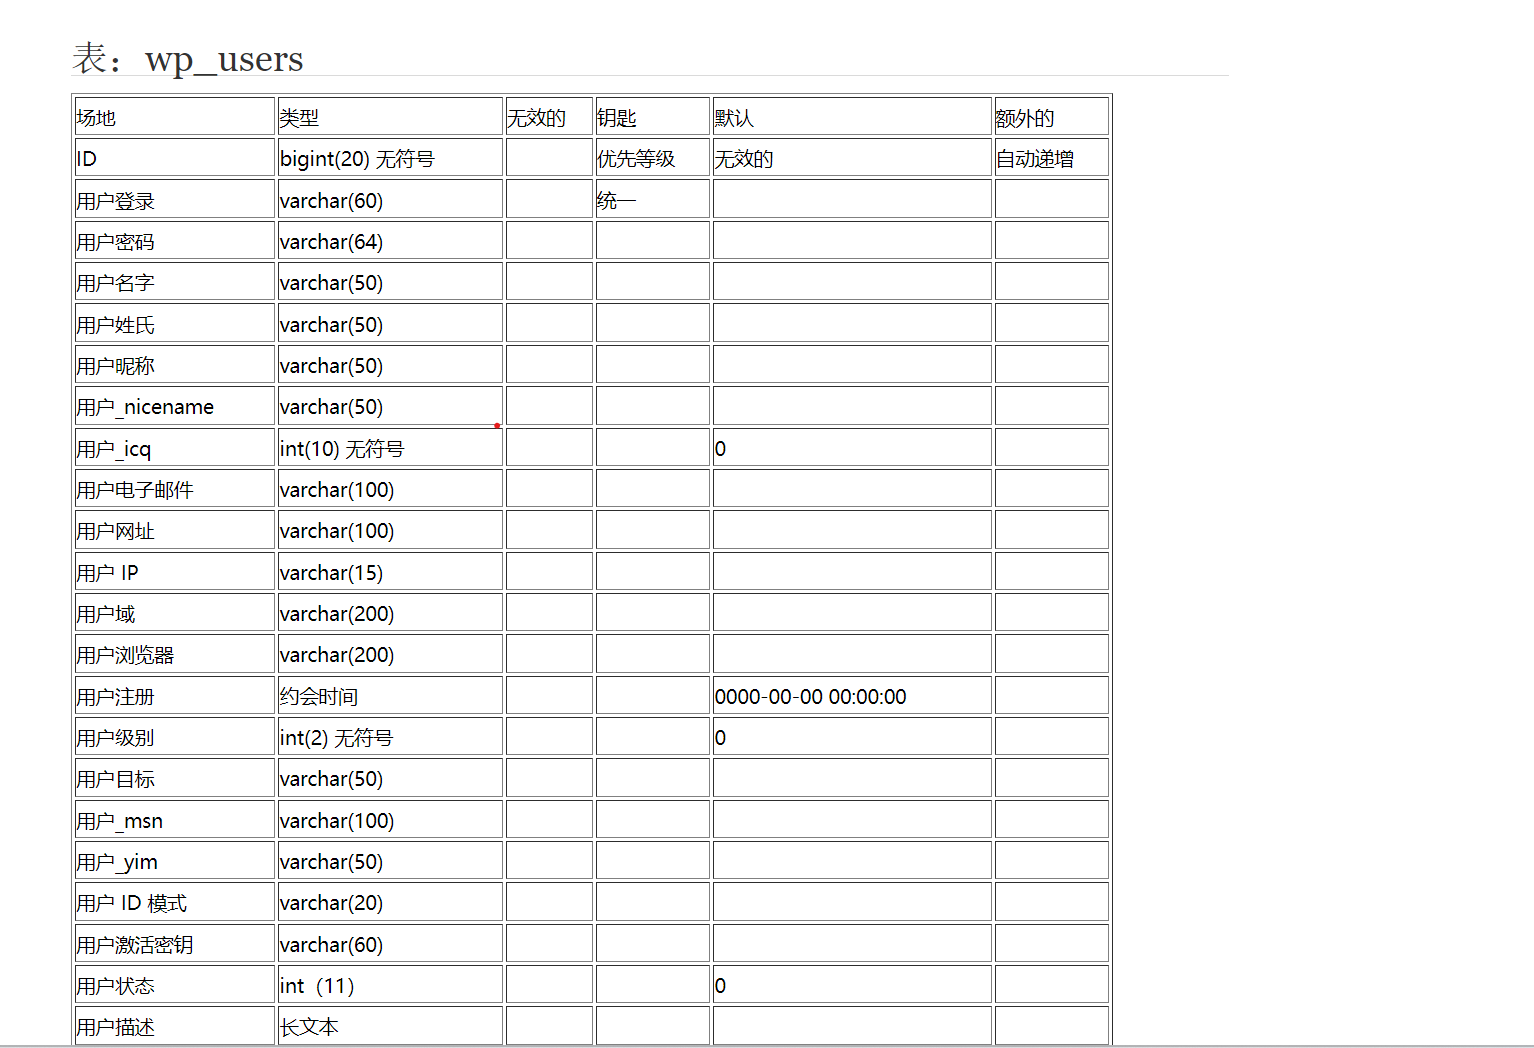 表：wp_users
场地 类型 无效的 钥匙 默认 额外的
ID bigint(20) 无符号 优先等级 无效的 自动递增
用户登录 varchar(60) 统一
用户密码 varchar(64)
用户名字 varchar(50)
用户姓氏 varchar(50)
用户昵称 varchar(50)
用户_nicename varchar(50)
用户_icq int(10) 无符号 0
用户电子邮件 varchar(100)
用户网址 varchar(100)
用户 IP varchar(15)
用户域 varchar(200)
用户浏览器 varchar(200)
用户注册 约会时间 0000-00-00 00:00:00
用户级别 int(2) 无符号 0
用户目标 varchar(50)
用户_msn varchar(100)
用户_yim varchar(50)
用户 ID 模式 varchar(20)
用户激活密钥 varchar(60)
用户状态 int（11） 0
用户描述 长文本